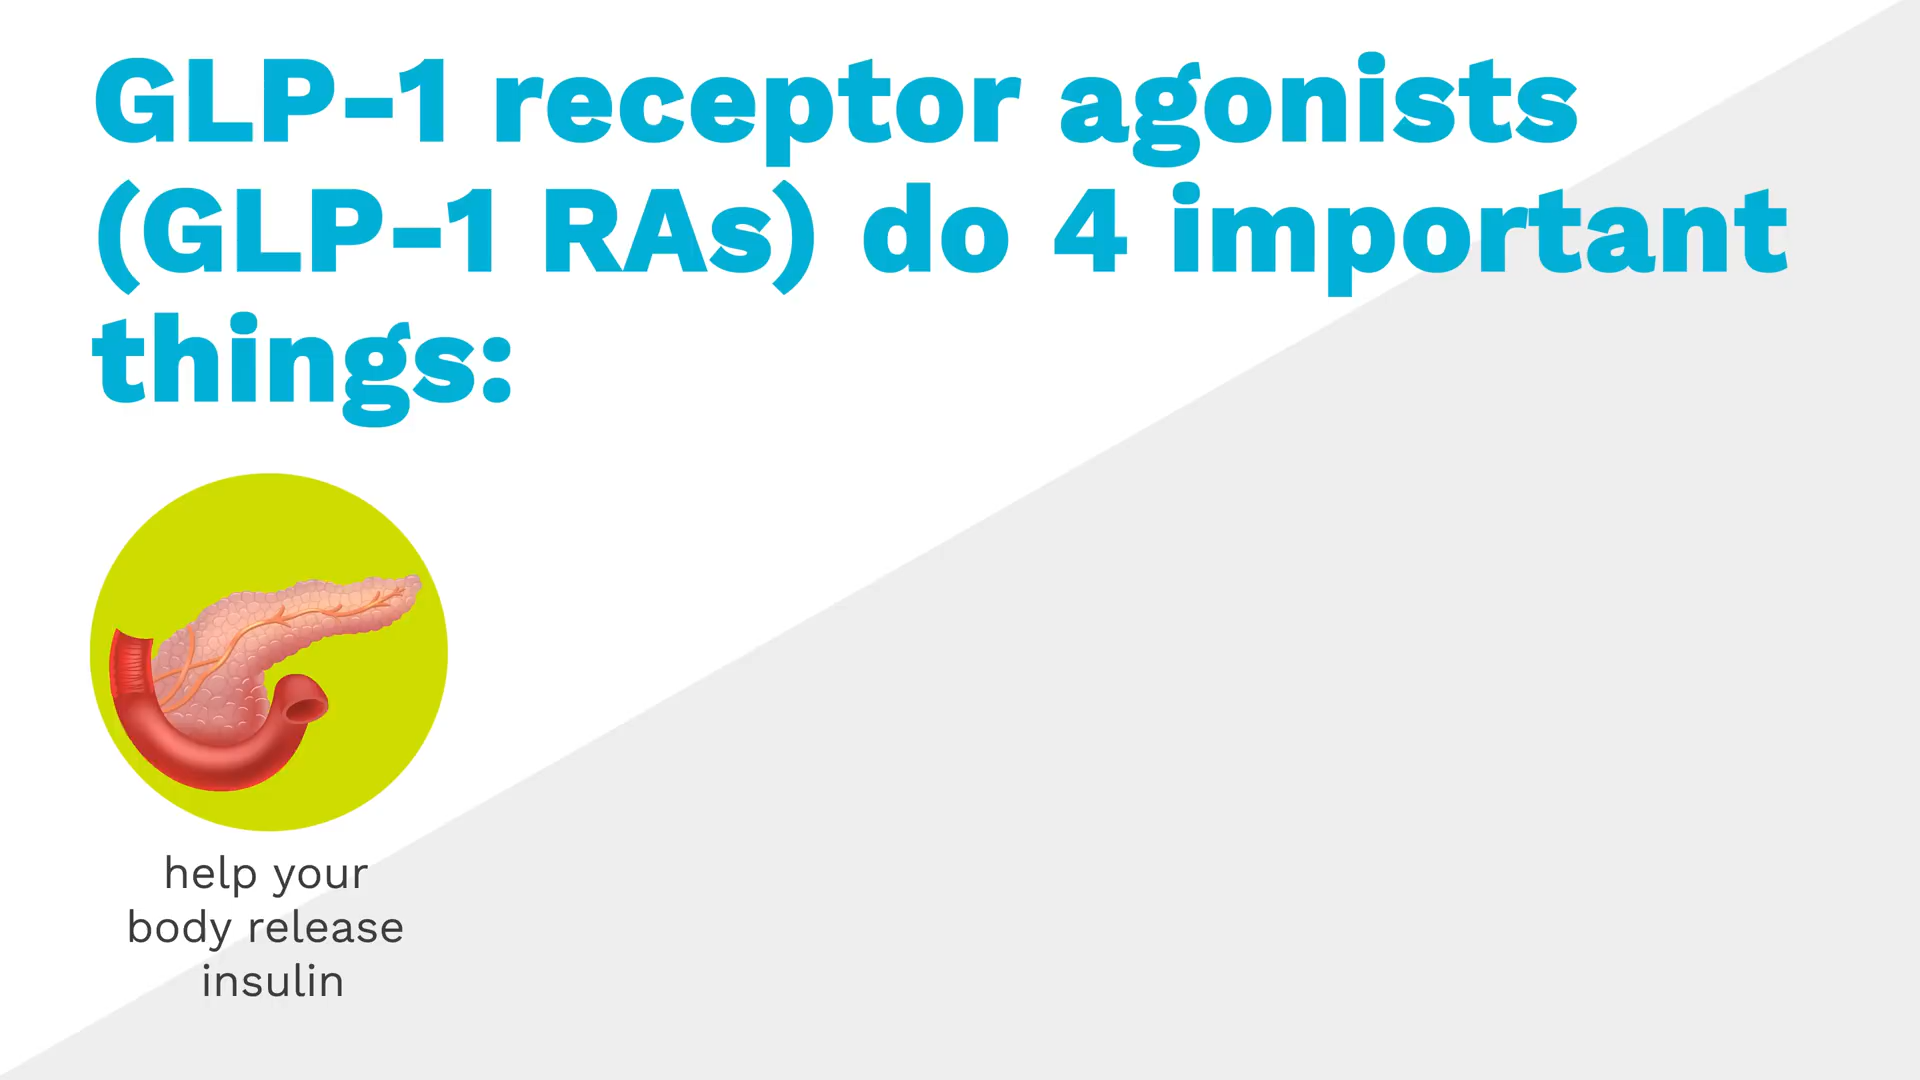 GLP-1 receptor agonists
(GLP-1 RAs) do 4 important
things:
help your
body release
insulin